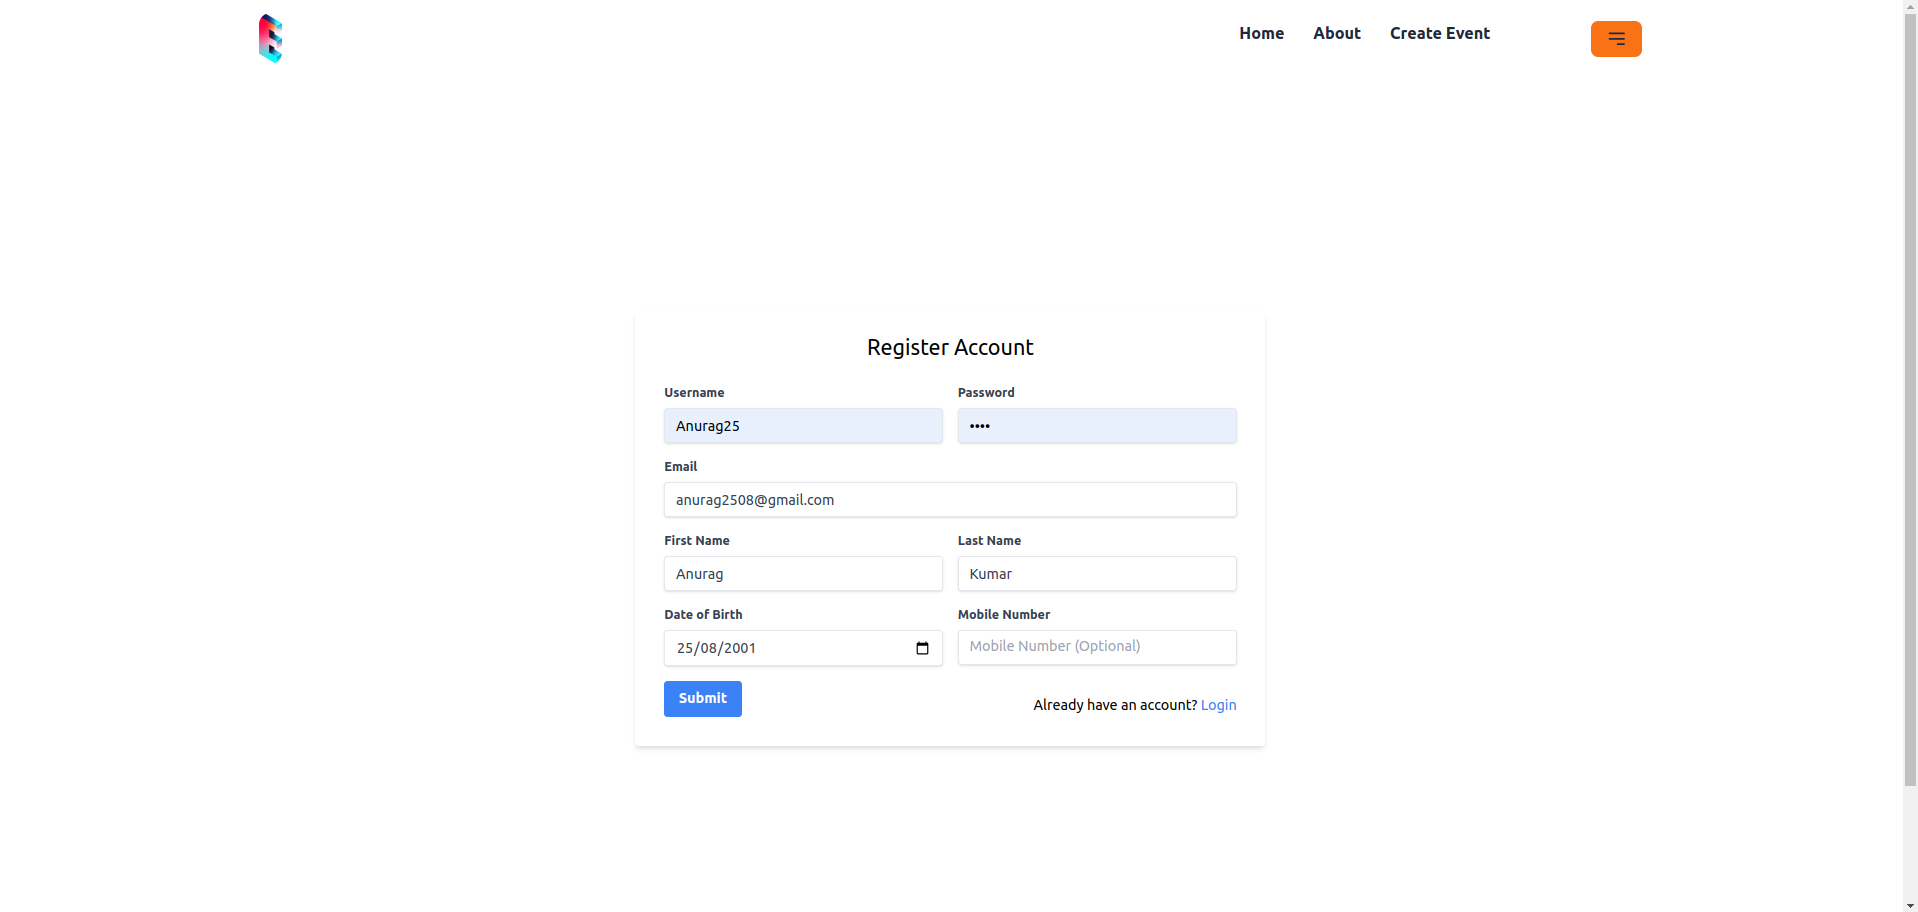 Home About Create Event
Register Account
Username Password
Anurag25 ••••
Email
anurag2508@gmail.com
First Name Last Name
Anurag Kumar
Date of Birth Mobile Number
25/08/2001 Mobile Number (Optional)
Submit Already have an account? Login